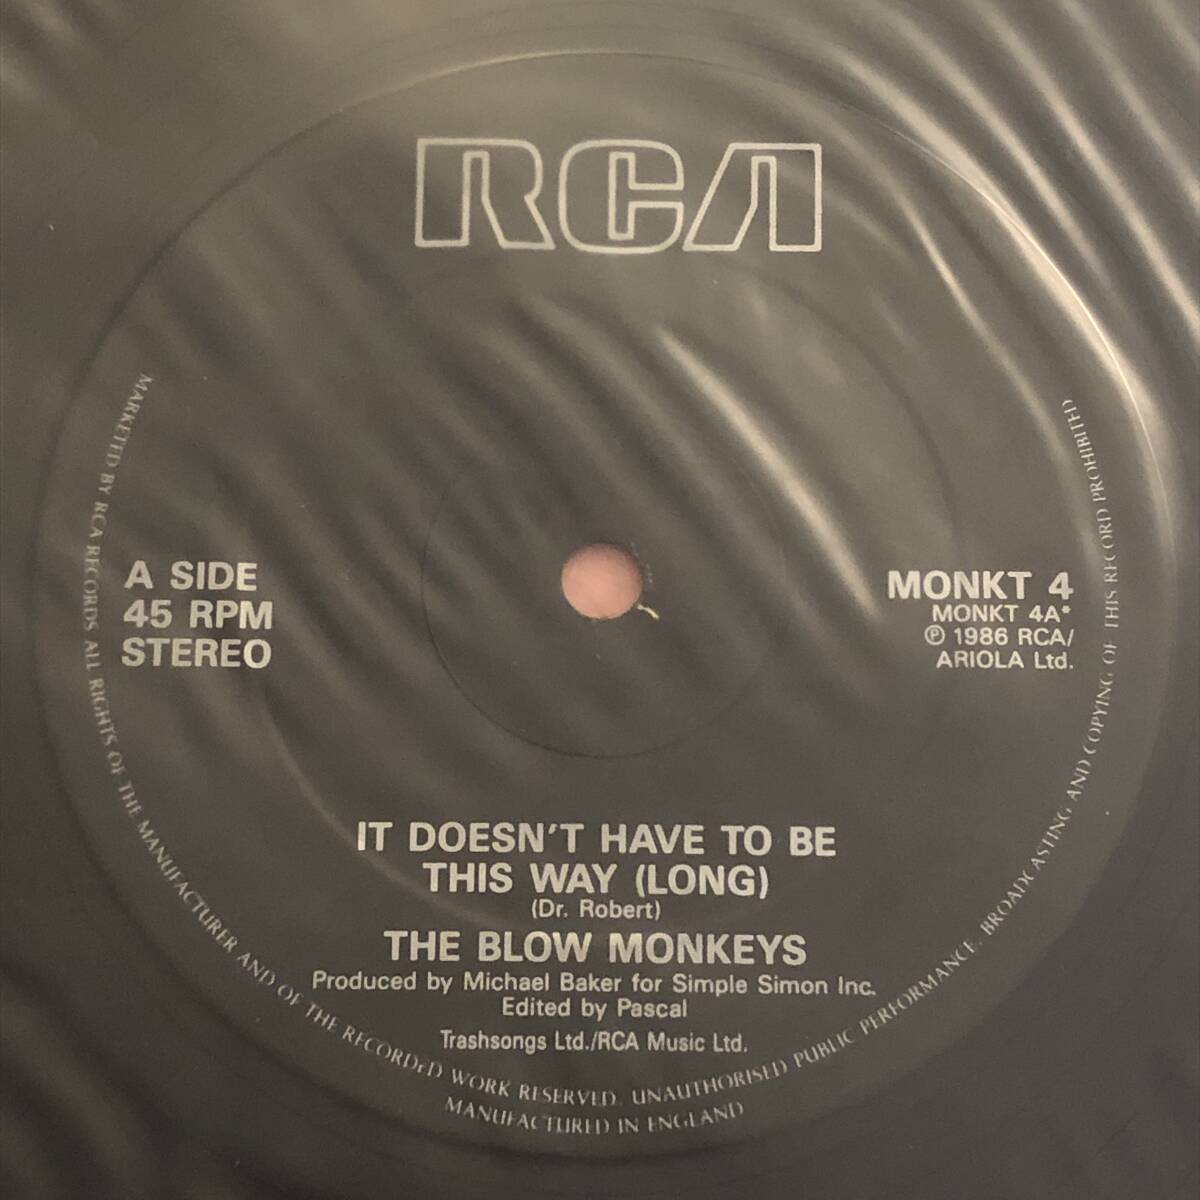 RCA
A SIDE
45 RPM
STEREO
MONKT 4
MONKT 4A*
℗ 1986 RCA/
ARIOLA Ltd.
IT DOESN'T HAVE TO BE
THIS WAY (LONG)
(Dr. Robert)
THE BLOW MONKEYS
Produced by Michael Baker for Simple Simon Inc.
Edited by Pascal
Trashsongs Ltd./RCA Music Ltd.
MARKETED BY RCA RECORDS ALL RIGHTS OF THE MANUFACTURER AND OF THE RECORDED WORK RESERVED. UNAUTHORISED PUBLIC PERFORMANCE, BROADCASTING AND COPYING OF THIS RECORD PROHIBITED
MANUFACTURED IN ENGLAND